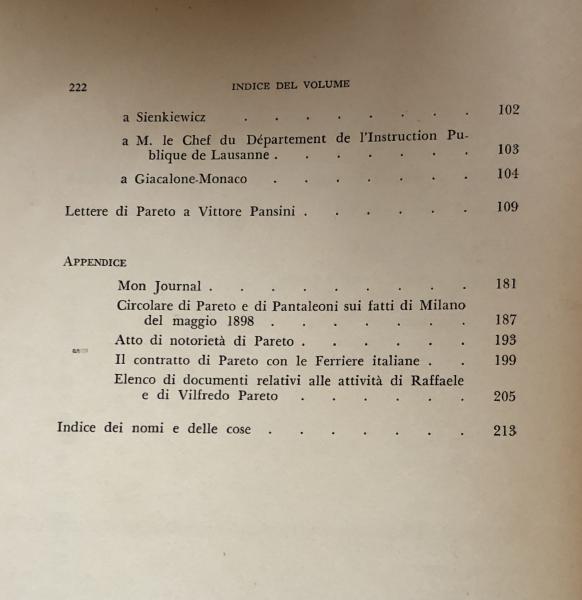 222 INDICE DEL VOLUME
a Sienkiewicz . . . . . . . . 102
a M. le Chef du Département de l'Instruction Pu-
blique de Lausanne . . . . . . . 103
a Giacalone-Monaco . . . . . . . 104
Lettere di Pareto a Vittore Pansini . . . . . . 109
APPENDICE
Mon Journal . . . . . . . . . 181
Circolare di Pareto e di Pantaleoni sui fatti di Milano
del maggio 1898 . . . . . . . 187
Atto di notorietà di Pareto . . . . . . 193
Il contratto di Pareto con le Ferriere italiane . . 199
Elenco di documenti relativi alle attività di Raffaele
e di Vilfredo Pareto . . . . . . 205
Indice dei nomi e delle cose . . . . . . . 213